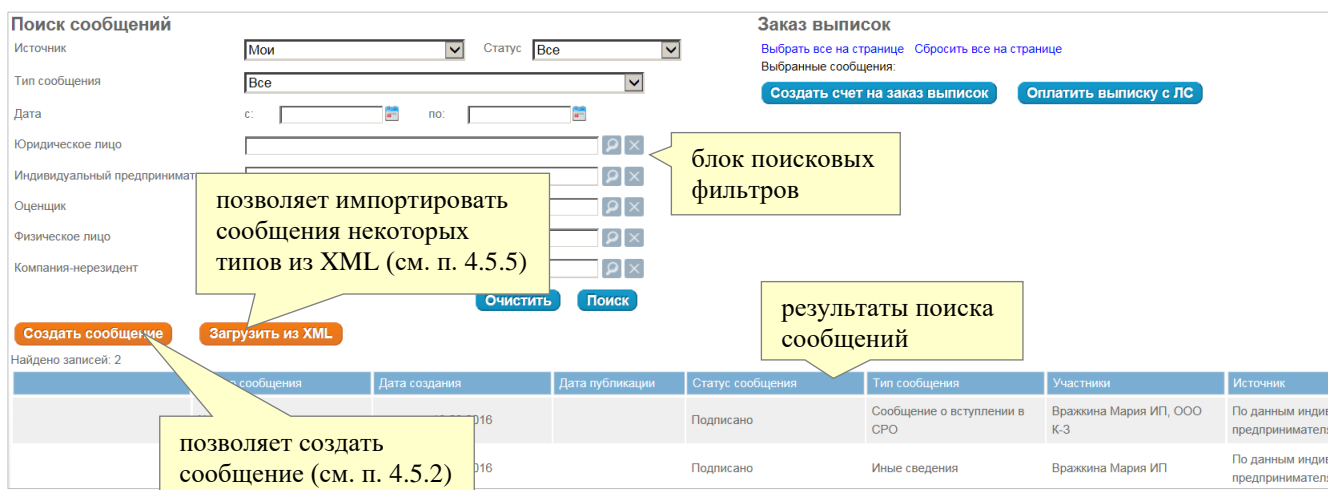 Поиск сообщений
Заказ выписок
Источник Мои Статус Все
Выбрать все на странице Сбросить все на странице
Выбранные сообщения:
Тип сообщения Все
Создать счет на заказ выписок Оплатить выписку с ЛС
Дата с: по:
Юридическое лицо
блок поисковых
фильтров
Индивидуальный
позволяет импортировать
сообщения некоторых
типов из XML (см. п. 4.5.5)
Оценщик
Физическое лицо
Компания-нерезидент
Очистить Поиск
результаты поиска
сообщений
Создать сообщение Загрузить из XML
Найдено записей: 2
сообщения Дата создания Дата публикации Статус сообщения Тип сообщения Участники Источник
Подписано Сообщение о вступлении в Вражкина Мария ИП, ООО По данным
СРО К-3
позволяет создать
сообщение (см. п. 4.5.2)
Подписано Иные сведения Вражкина Мария ИП По данным